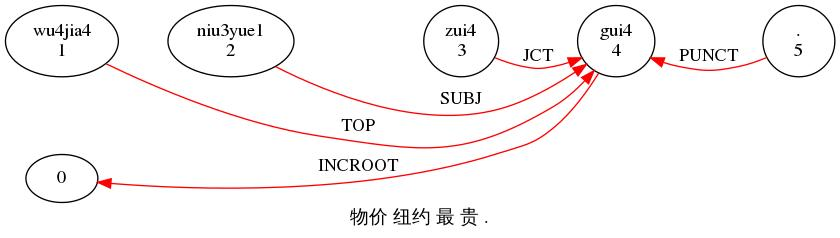 wu4jia4
1
niu3yue1
2
zui4
3
gui4
4
.
5
JCT
PUNCT
SUBJ
TOP
INCROOT
0
物价 纽约 最 贵 .